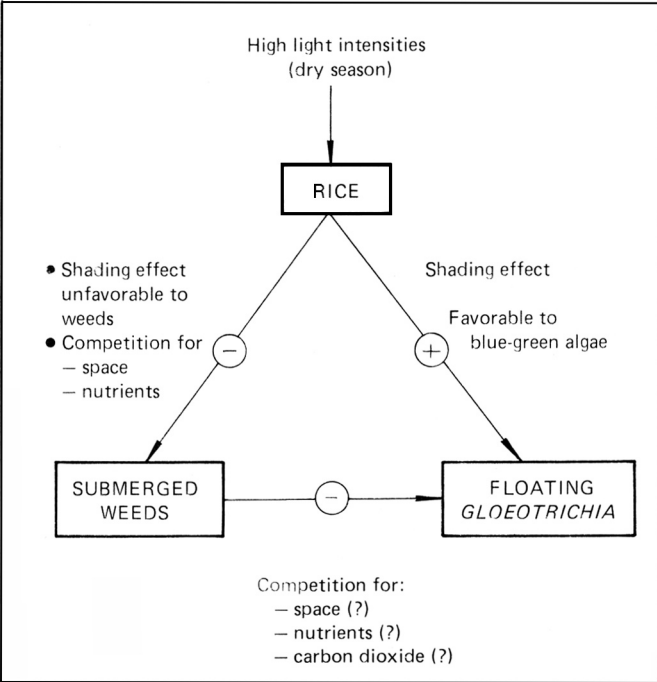 High light intensities
(dry season)
RICE
• Shading effect
unfavorable to
weeds
• Competition for
– space
– nutrients
Shading effect
Favorable to
blue-green algae
−
+
SUBMERGED
WEEDS
−
FLOATING
GLOEOTRICHIA
Competition for:
– space (?)
– nutrients (?)
– carbon dioxide (?)